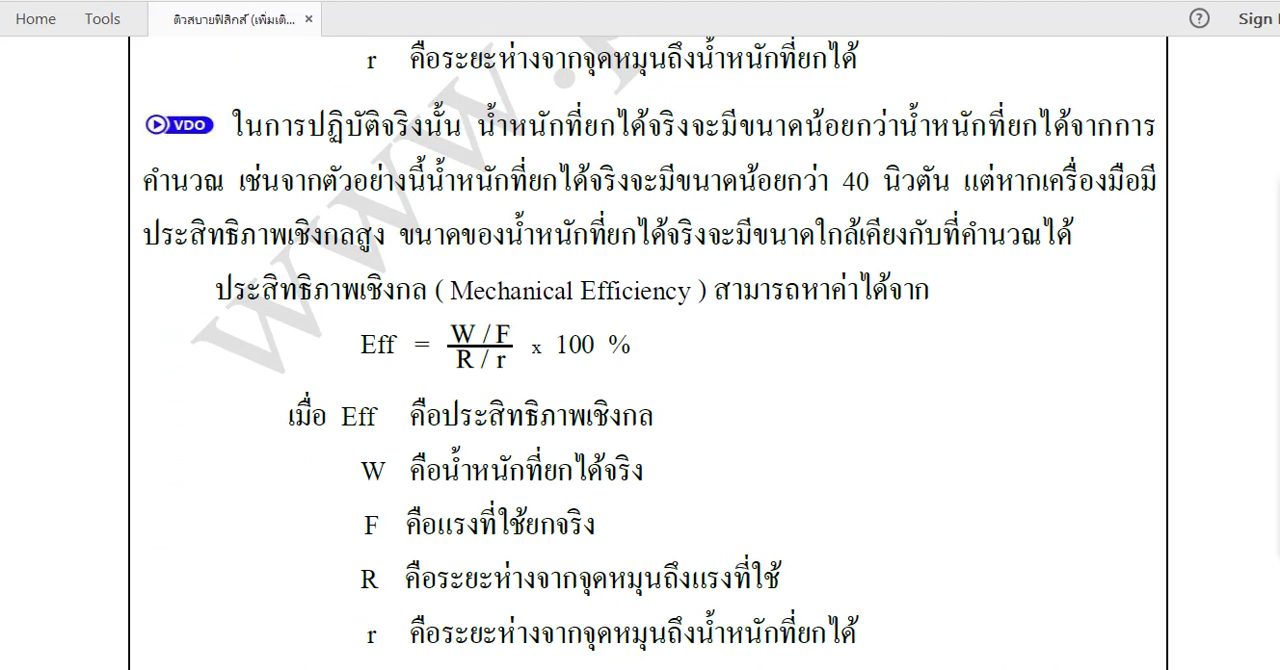 Home Tools ติวสบายฟิสิกส์ (เพิ่มเติ... × ? Sign
r คือระยะห่างจากจุดหมุนถึงน้ำหนักที่ยกได้
VDO ในการปฏิบัติจริงนั้น น้ำหนักที่ยกได้จริงจะมีขนาดน้อยกว่าน้ำหนักที่ยกได้จากการ
คำนวณ เช่นจากตัวอย่างนี้น้ำหนักที่ยกได้จริงจะมีขนาดน้อยกว่า 40 นิวตัน แต่หากเครื่องมือมี
ประสิทธิภาพเชิงกลสูง ขนาดของน้ำหนักที่ยกได้จริงจะมีขนาดใกล้เคียงกับที่คำนวณได้
ประสิทธิภาพเชิงกล ( Mechanical Efficiency ) สามารถหาค่าได้จาก
Eff = W / F
R / r x 100 %
เมื่อ Eff คือประสิทธิภาพเชิงกล
W คือน้ำหนักที่ยกได้จริง
F คือแรงที่ใช้ยกจริง
R คือระยะห่างจากจุดหมุนถึงแรงที่ใช้
r คือระยะห่างจากจุดหมุนถึงน้ำหนักที่ยกได้
www.